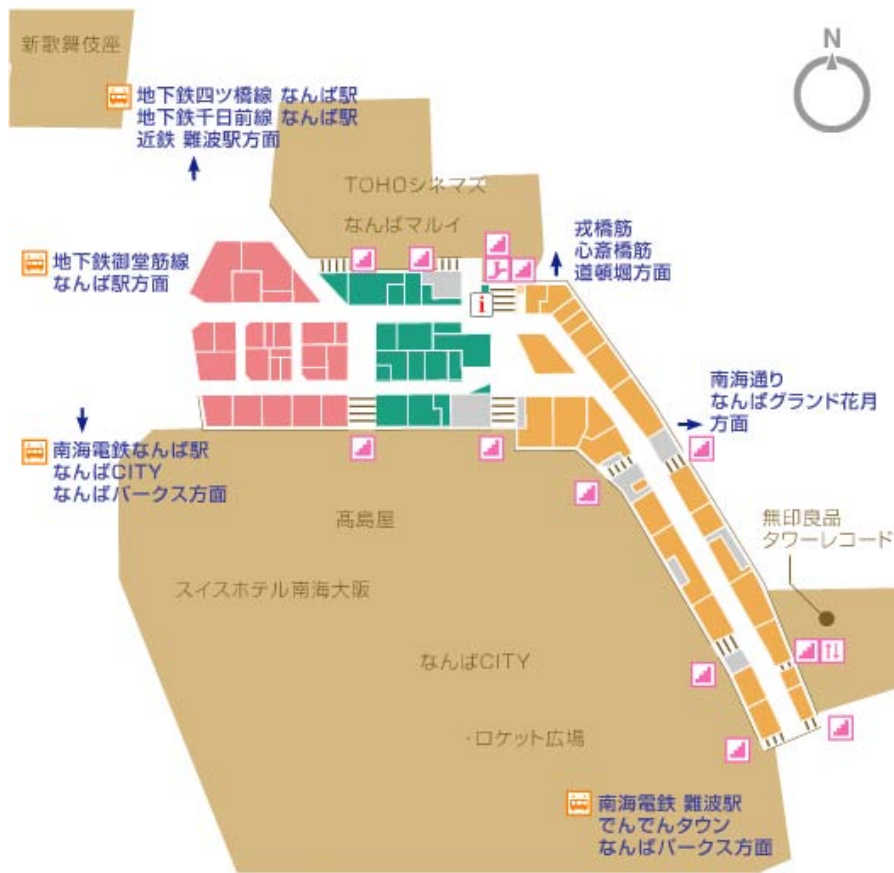 新歌舞伎座
N
地下鉄四ツ橋線 なんば駅
地下鉄千日前線 なんば駅
近鉄 難波駅方面
TOHOシネマズ
なんばマルイ
戎橋筋
心斎橋筋
道頓堀方面
地下鉄御堂筋線
なんば駅方面
i
南海通り
なんばグランド花月
方面
南海電鉄なんば駅
なんばCITY
なんばパークス方面
髙島屋
無印良品
タワーレコード
スイスホテル南海大阪
なんばCITY
・ロケット広場
南海電鉄 難波駅
でんでんタウン
なんばパークス方面